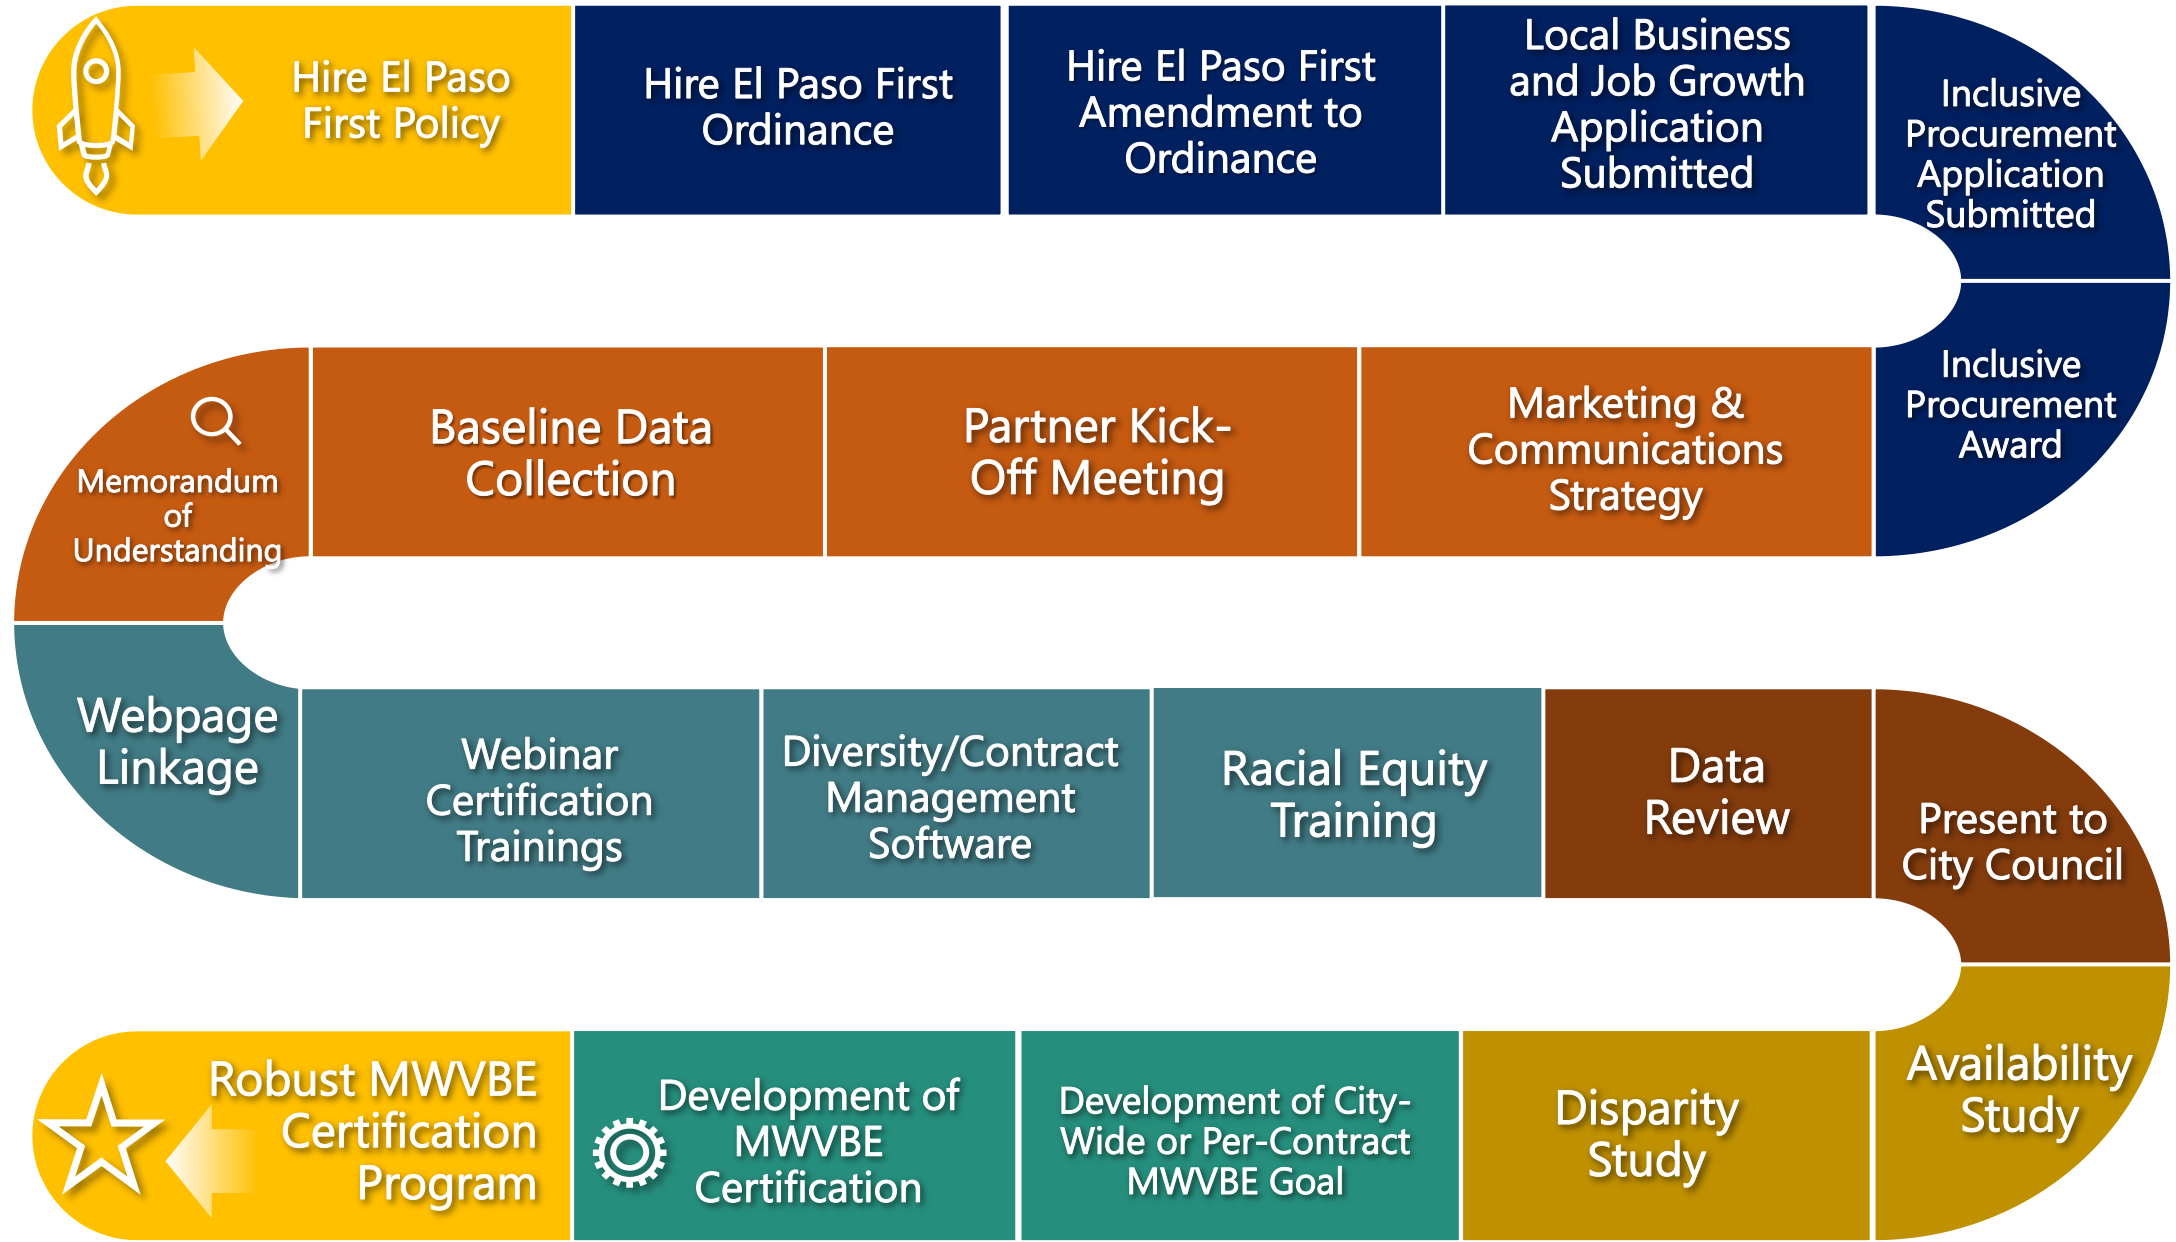 Hire El Paso
First Policy
Hire El Paso First
Ordinance
Hire El Paso First
Amendment to
Ordinance
Local Business
and Job Growth
Application
Submitted
Inclusive
Procurement
Application
Submitted
Inclusive
Procurement
Award
Marketing &
Communications
Strategy
Partner Kick-
Off Meeting
Baseline Data
Collection
Memorandum
of
Understanding
Webpage
Linkage
Webinar
Certification
Trainings
Diversity/Contract
Management
Software
Racial Equity
Training
Data
Review
Present to
City Council
Availability
Study
Disparity
Study
Development of City-
Wide or Per-Contract
MWVBE Goal
Development of
MWVBE
Certification
Robust MWVBE
Certification
Program